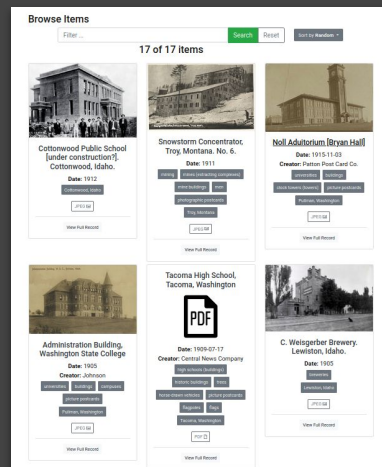 Browse Items
Filter ...
Search
Reset
Sort by Random
17 of 17 items
Cottonwood Public School
[under construction?].
Cottonwood, Idaho.
Date: 1912
Cottonwood, Idaho
JPEG
View Full Record
Snowstorm Concentrator,
Troy, Montana. No. 6.
Date: 1911
mining
mines (extracting complexes)
mine buildings
men
photographic postcards
Troy, Montana
JPEG
View Full Record
Noll Aduitorium [Bryan Hall]
Date: 1915-11-03
Creator: Patton Post Card Co.
universities
buildings
clock towers (towers)
picture postcards
Pullman, Washington
JPEG
View Full Record
Administration Building,
Washington State College
Date: 1905
Creator: Johnson
universities
buildings
campuses
picture postcards
Pullman, Washington
JPEG
View Full Record
Tacoma High School,
Tacoma, Washington
PDF
Date: 1909-07-17
Creator: Central News Company
high schools (buildings)
historic buildings
trees
horse-drawn vehicles
picture postcards
flagpoles
flags
Tacoma, Washington
PDF
View Full Record
C. Weisgerber Brewery.
Lewiston, Idaho.
Date: 1905
breweries
Lewiston, Idaho
JPEG
View Full Record